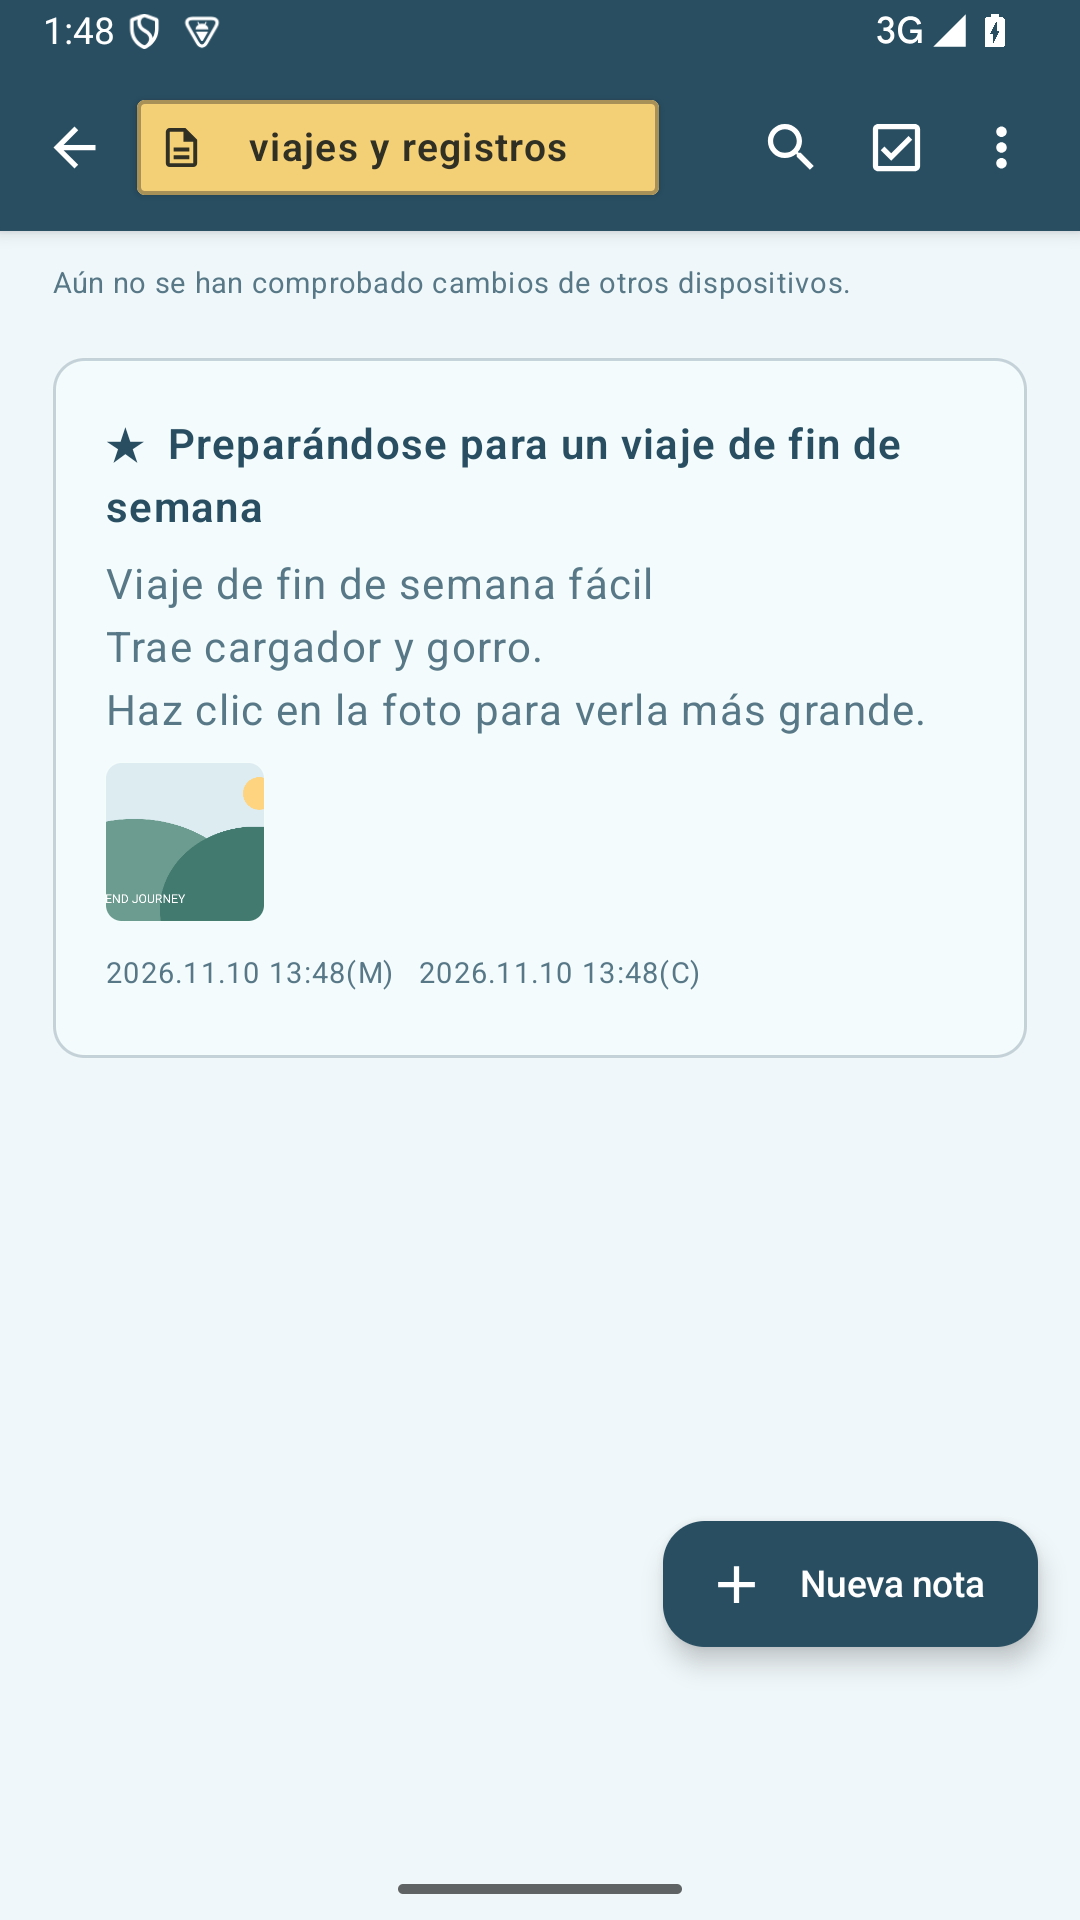 1:48
3G
viajes y registros
Aún no se han comprobado cambios de otros dispositivos.
★ Preparándose para un viaje de fin de
semana
Viaje de fin de semana fácil
Trae cargador y gorro.
Haz clic en la foto para verla más grande.
END JOURNEY
2026.11.10 13:48(M) 2026.11.10 13:48(C)
Nueva nota